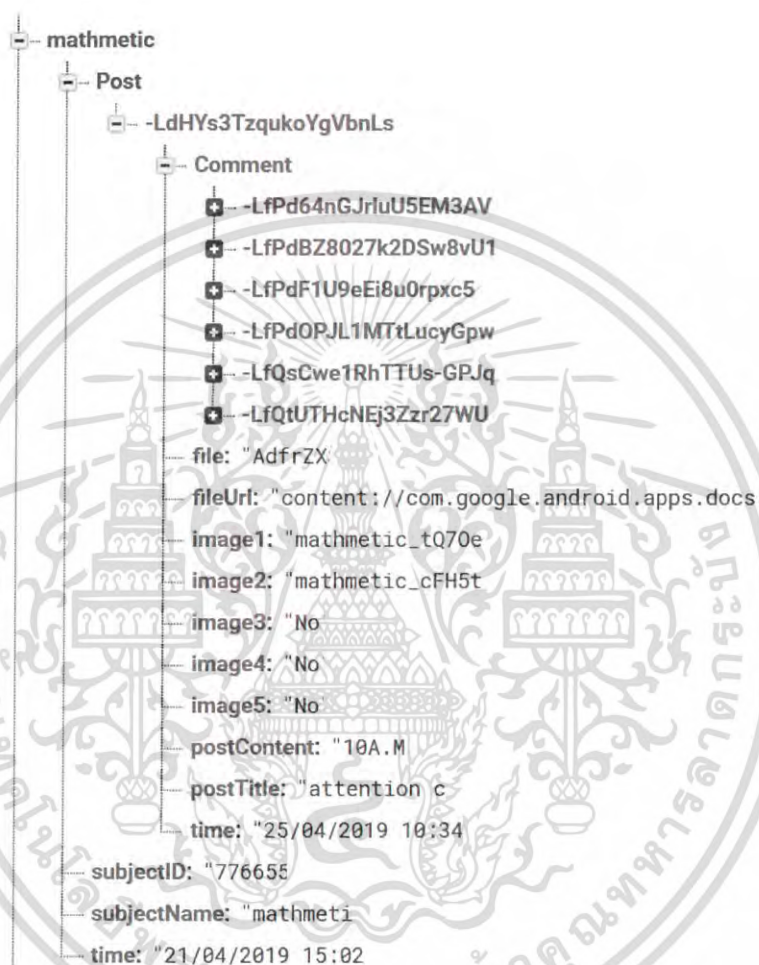 mathmetic
Post
-LdHYs3TzqukoYgVbnLs
Comment
-LfPd64nGJrluU5EM3AV
-LfPdBZ8027k2DSw8vU1
-LfPdF1U9eEi8u0rpxc5
-LfPdOPJL1MTtLucyGpw
-LfQsCwe1RhTTUs-GPJq
-LfQtUTHcNEj3Zzr27WU
file: "AdfrZX
fileUrl: "content://com.google.android.apps.docs
image1: "mathmetic_tQ7Oe
image2: "mathmetic_cFH5t
image3: "No
image4: "No
image5: "No
postContent: "10A.M
postTitle: "attention c
time: "25/04/2019 10:34
subjectID: "776655
subjectName: "mathmeti
time: "21/04/2019 15:02